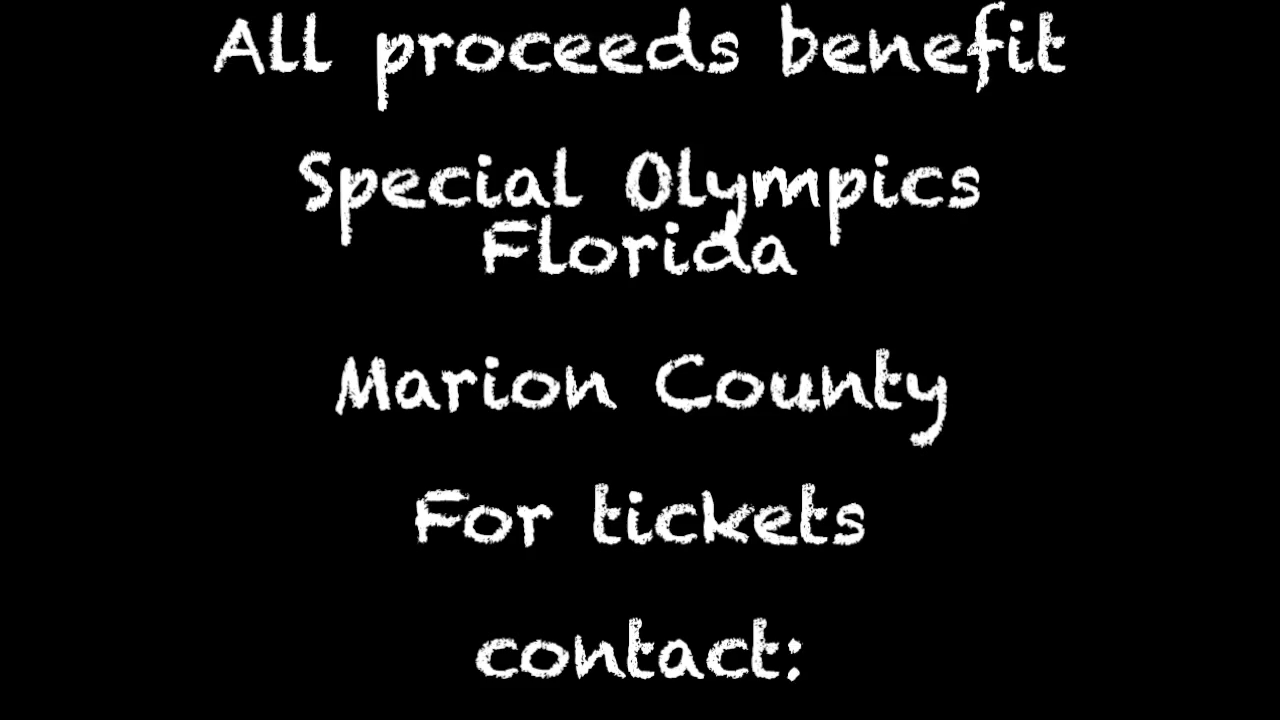 All proceeds benefit
Special Olympics
Florida
Marion County
For tickets
contact: